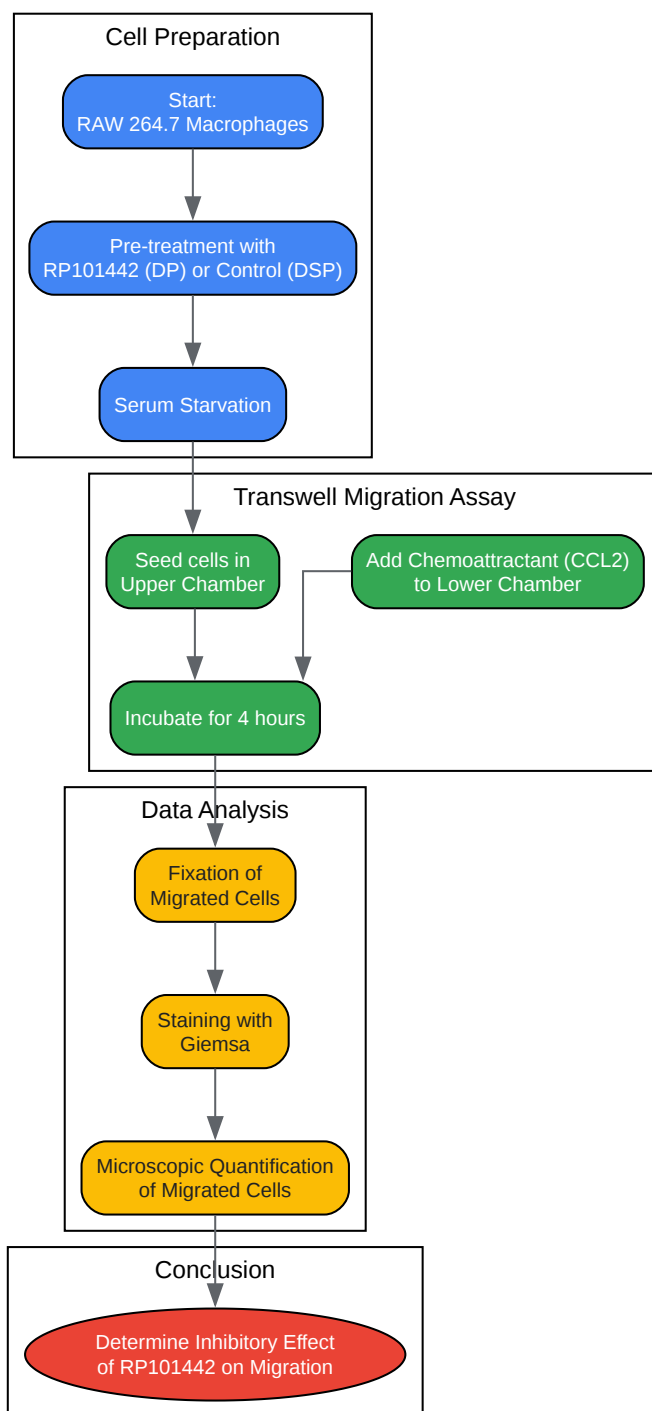 Cell Preparation
Start:
RAW 264.7 Macrophages
Pre-treatment with
RP101442 (DP) or Control (DSP)
Serum Starvation
Transwell Migration Assay
Seed cells in
Upper Chamber
Add Chemoattractant (CCL2)
to Lower Chamber
Incubate for 4 hours
Data Analysis
Fixation of
Migrated Cells
Staining with
Giemsa
Microscopic Quantification
of Migrated Cells
Conclusion
Determine Inhibitory Effect
of RP101442 on Migration